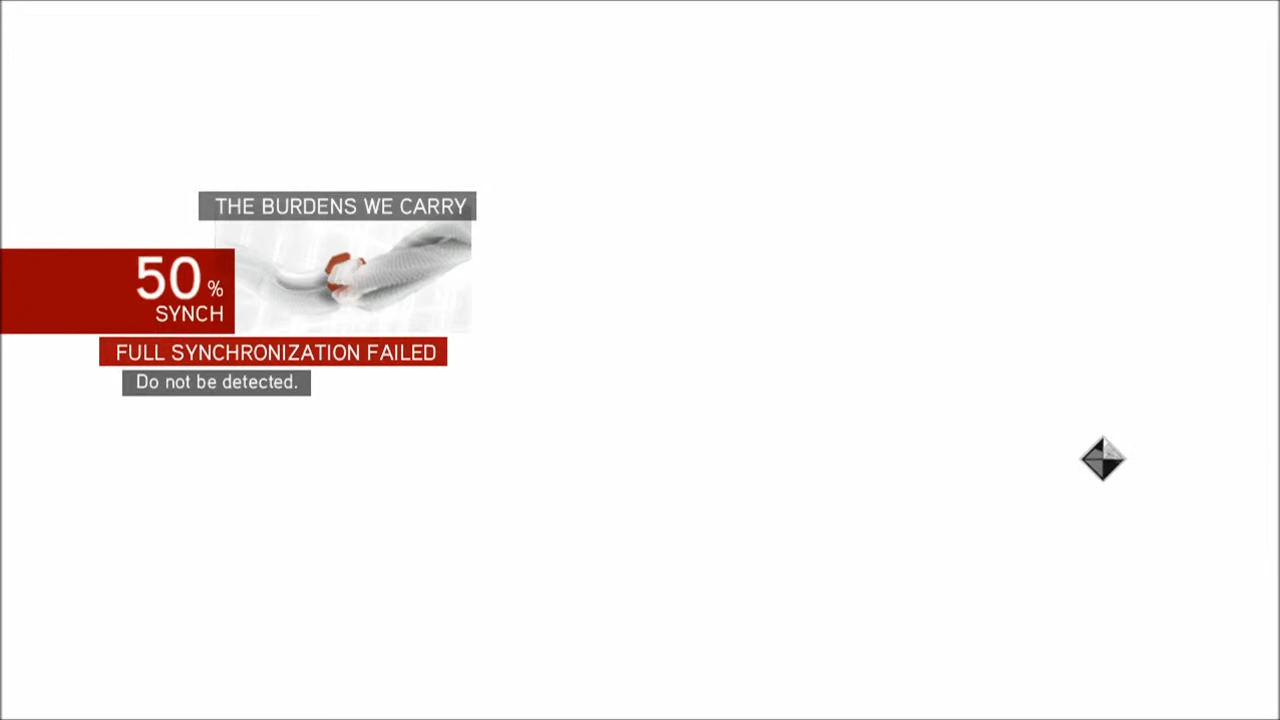 THE BURDENS WE CARRY
50 %
SYNCH
FULL SYNCHRONIZATION FAILED
Do not be detected.